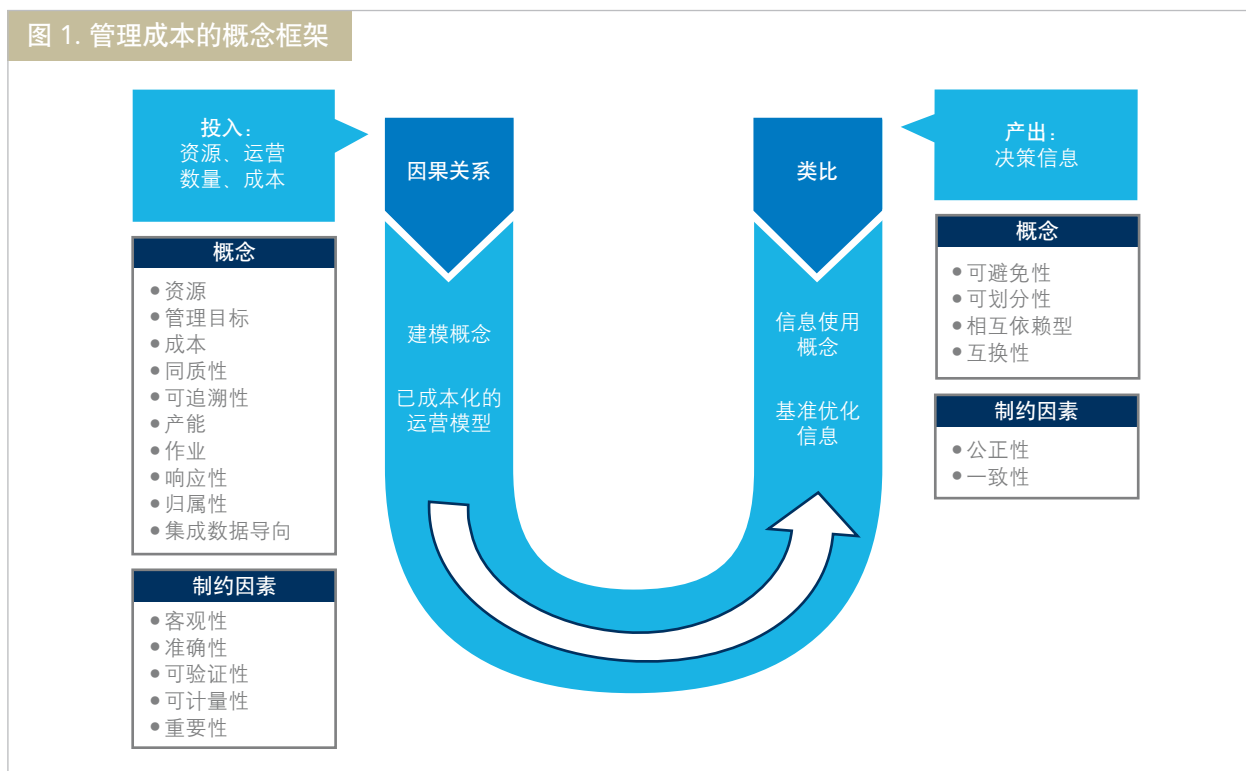 图 1. 管理成本的概念框架
投入：
资源、运营
数量、成本
概念
●资源
●管理目标
●成本
●同质性
●可追溯性
●产能
●作业
●响应性
●归属性
●集成数据导向
制约因素
●客观性
●准确性
●可验证性
●可计量性
●重要性
因果关系
建模概念
已成本化的
运营模型
类比
信息使用
概念
基准优化
信息
产出：
决策信息
概念
●可避免性
●可划分性
●相互依赖型
●互换性
制约因素
●公正性
●一致性